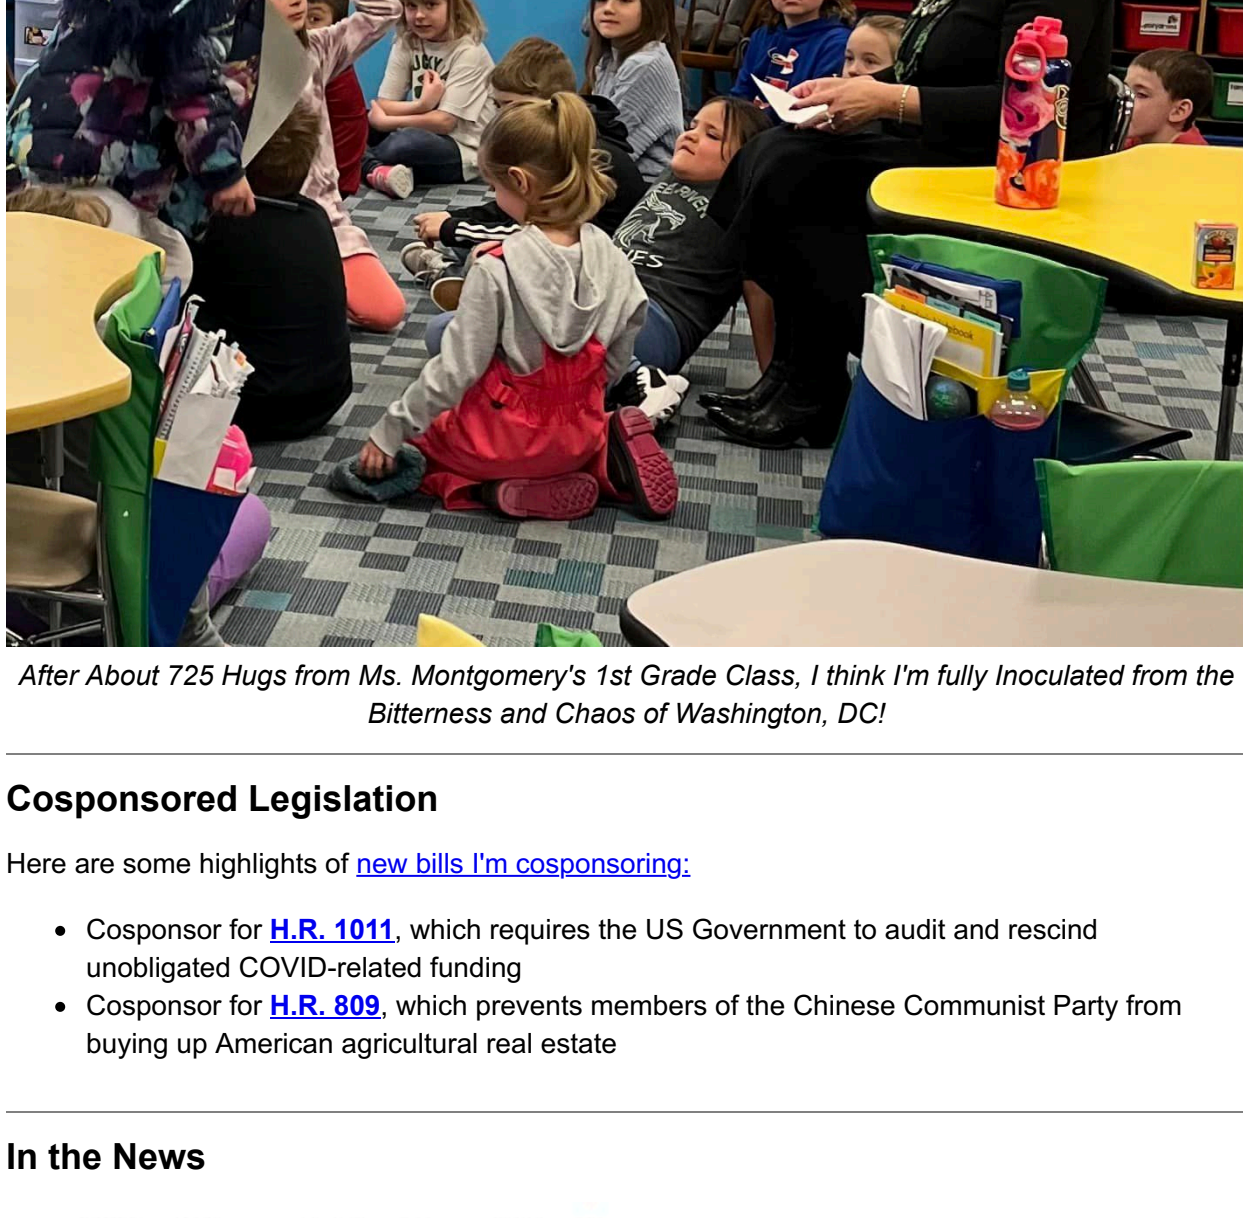 EEL RIVER
NES
After About 725 Hugs from Ms. Montgomery's 1st Grade Class, I think I'm fully Inoculated from the
Bitterness and Chaos of Washington, DC!
Cosponsored Legislation
Here are some highlights of new bills I'm cosponsoring:
• Cosponsor for H.R. 1011, which requires the US Government to audit and rescind
unobligated COVID-related funding
• Cosponsor for H.R. 809, which prevents members of the Chinese Communist Party from
buying up American agricultural real estate
In the News